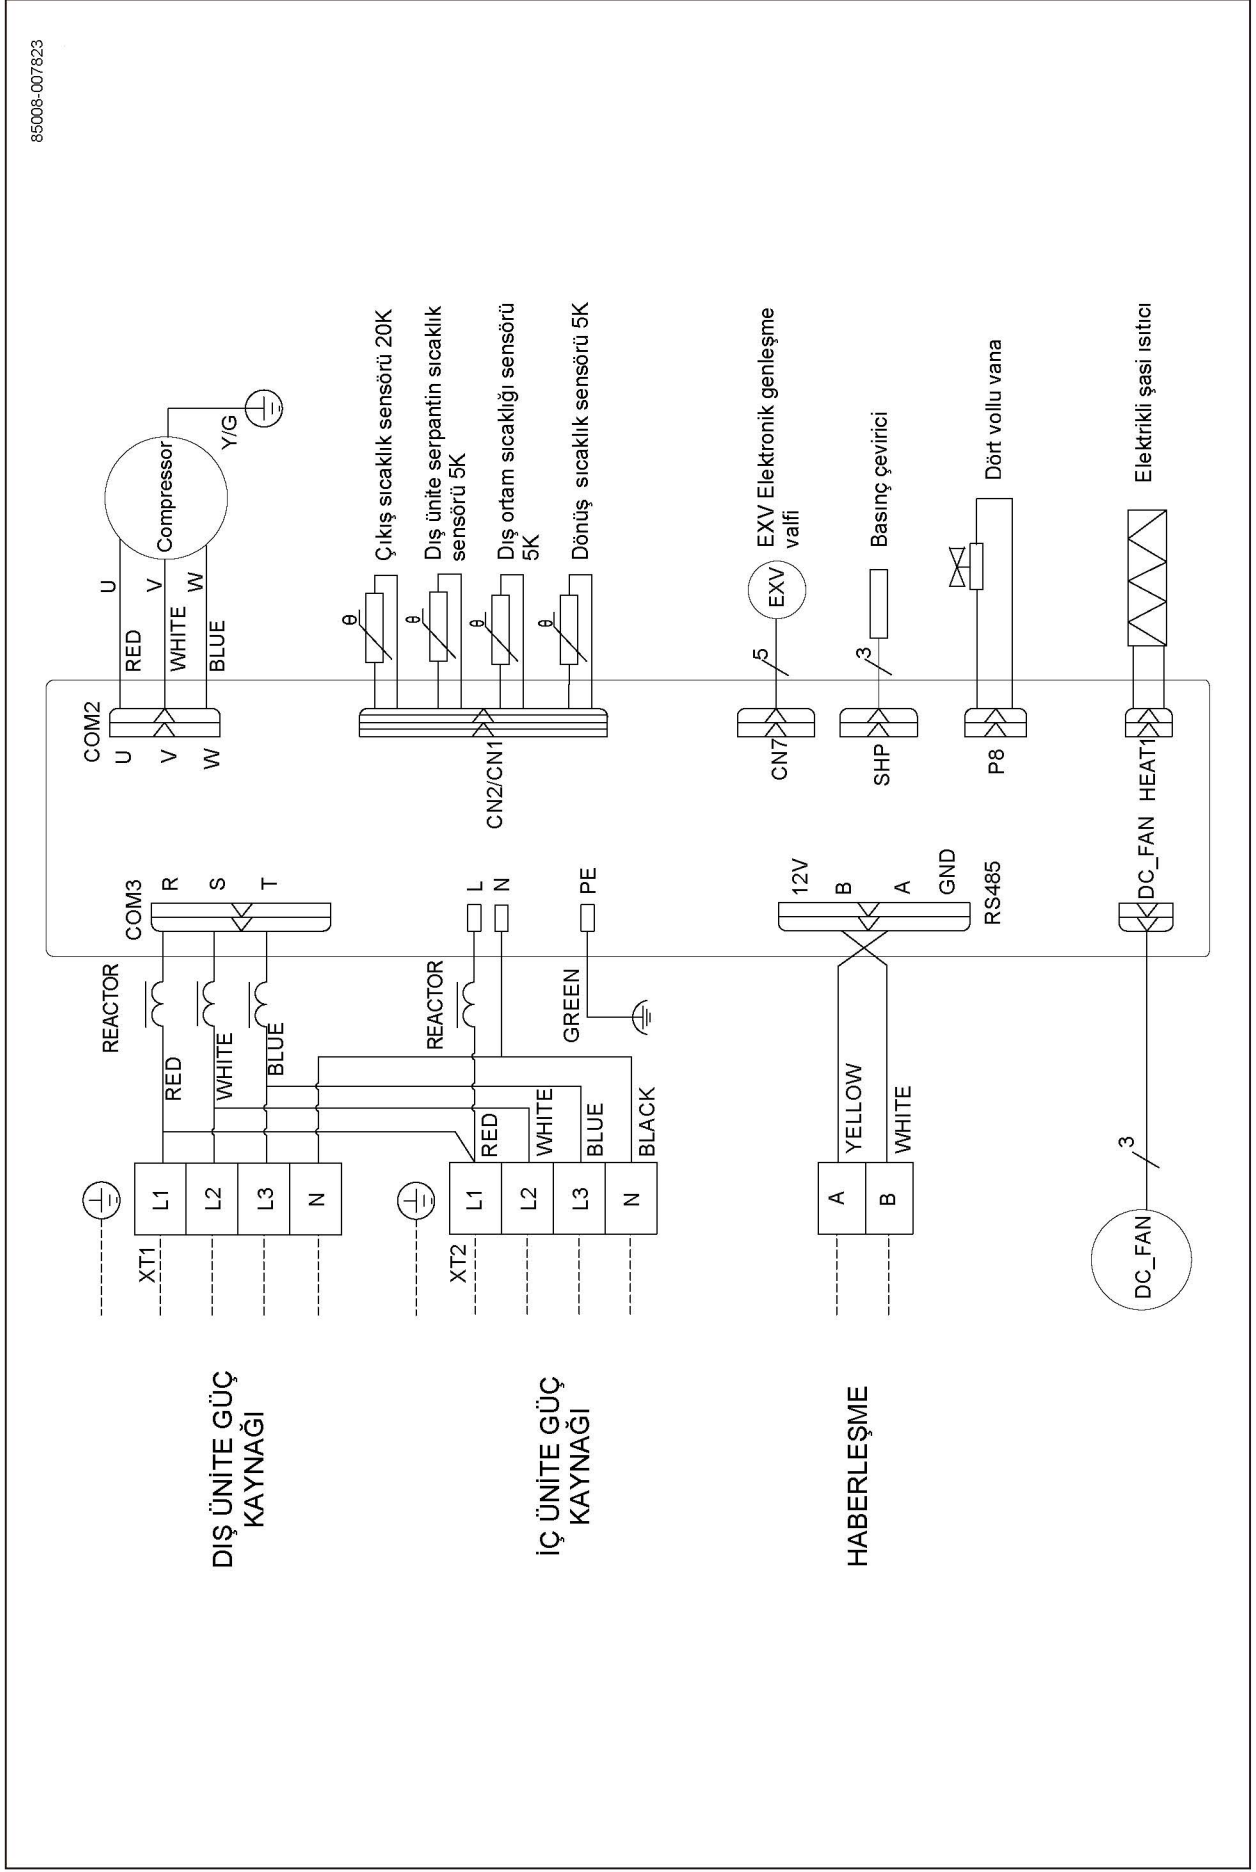 85008-007823
COM2
U
V
W
U
V
W
RED
WHITE
BLUE
Compressor
Y/G
CN2/CN1
θ
θ
θ
θ
Çıkış sıcaklık sensörü 20K
Dış ünite serpantin sıcaklık
sensörü 5K
Dış ortam sıcaklığı sensörü
5K
Dönüş sıcaklık sensörü 5K
CN7
5
EXV
EXV Elektronik genleşme
valfi
SHP
3
Basınç çevirici
P8
Dört vollu vana
HEAT1
Elektrikli şasi ısıtıcı
COM3
R
S
T
REACTOR
RED
WHITE
BLUE
L
N
PE
REACTOR
GREEN
12V
B
A
GND
RS485
DC_FAN
XT1
L1
L2
L3
N
XT2
L1
L2
L3
N
RED
WHITE
BLUE
BLACK
A
B
YELLOW
WHITE
3
DC_FAN
DIŞ ÜNİTE GÜÇ
KAYNAĞI
İÇ ÜNİTE GÜÇ
KAYNAĞI
HABERLEŞME